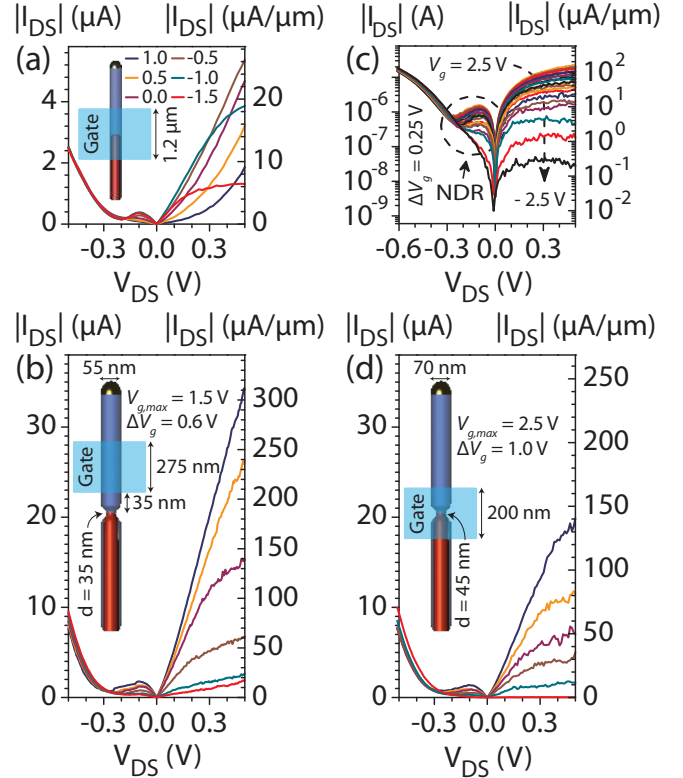 |I_DS| (μA) |I_DS| (μA/μm)
(a)
1.0 -0.5
0.5 -1.0
0.0 -1.5
Gate
1.2 μm
4
2
0
20
10
0
-0.3 0.0 0.3
V_DS (V)
|I_DS| (A) |I_DS| (μA/μm)
(c)
V_g = 2.5 V
ΔV_g = 0.25 V
NDR
- 2.5 V
10^-6
10^-7
10^-8
10^-9
10^2
10^1
10^0
10^-1
10^-2
-0.6 -0.3 0.0 0.3
V_DS (V)
|I_DS| (μA) |I_DS| (μA/μm)
(b)
55 nm
V_g,max = 1.5 V
ΔV_g = 0.6 V
Gate
275 nm
35 nm
d = 35 nm
30
20
10
0
300
250
200
150
100
50
0
-0.3 0.0 0.3
V_DS (V)
|I_DS| (μA) |I_DS| (μA/μm)
(d)
70 nm
V_g,max = 2.5 V
ΔV_g = 1.0 V
Gate
200 nm
d = 45 nm
30
20
10
0
250
200
150
100
50
0
-0.3 0.0 0.3
V_DS (V)